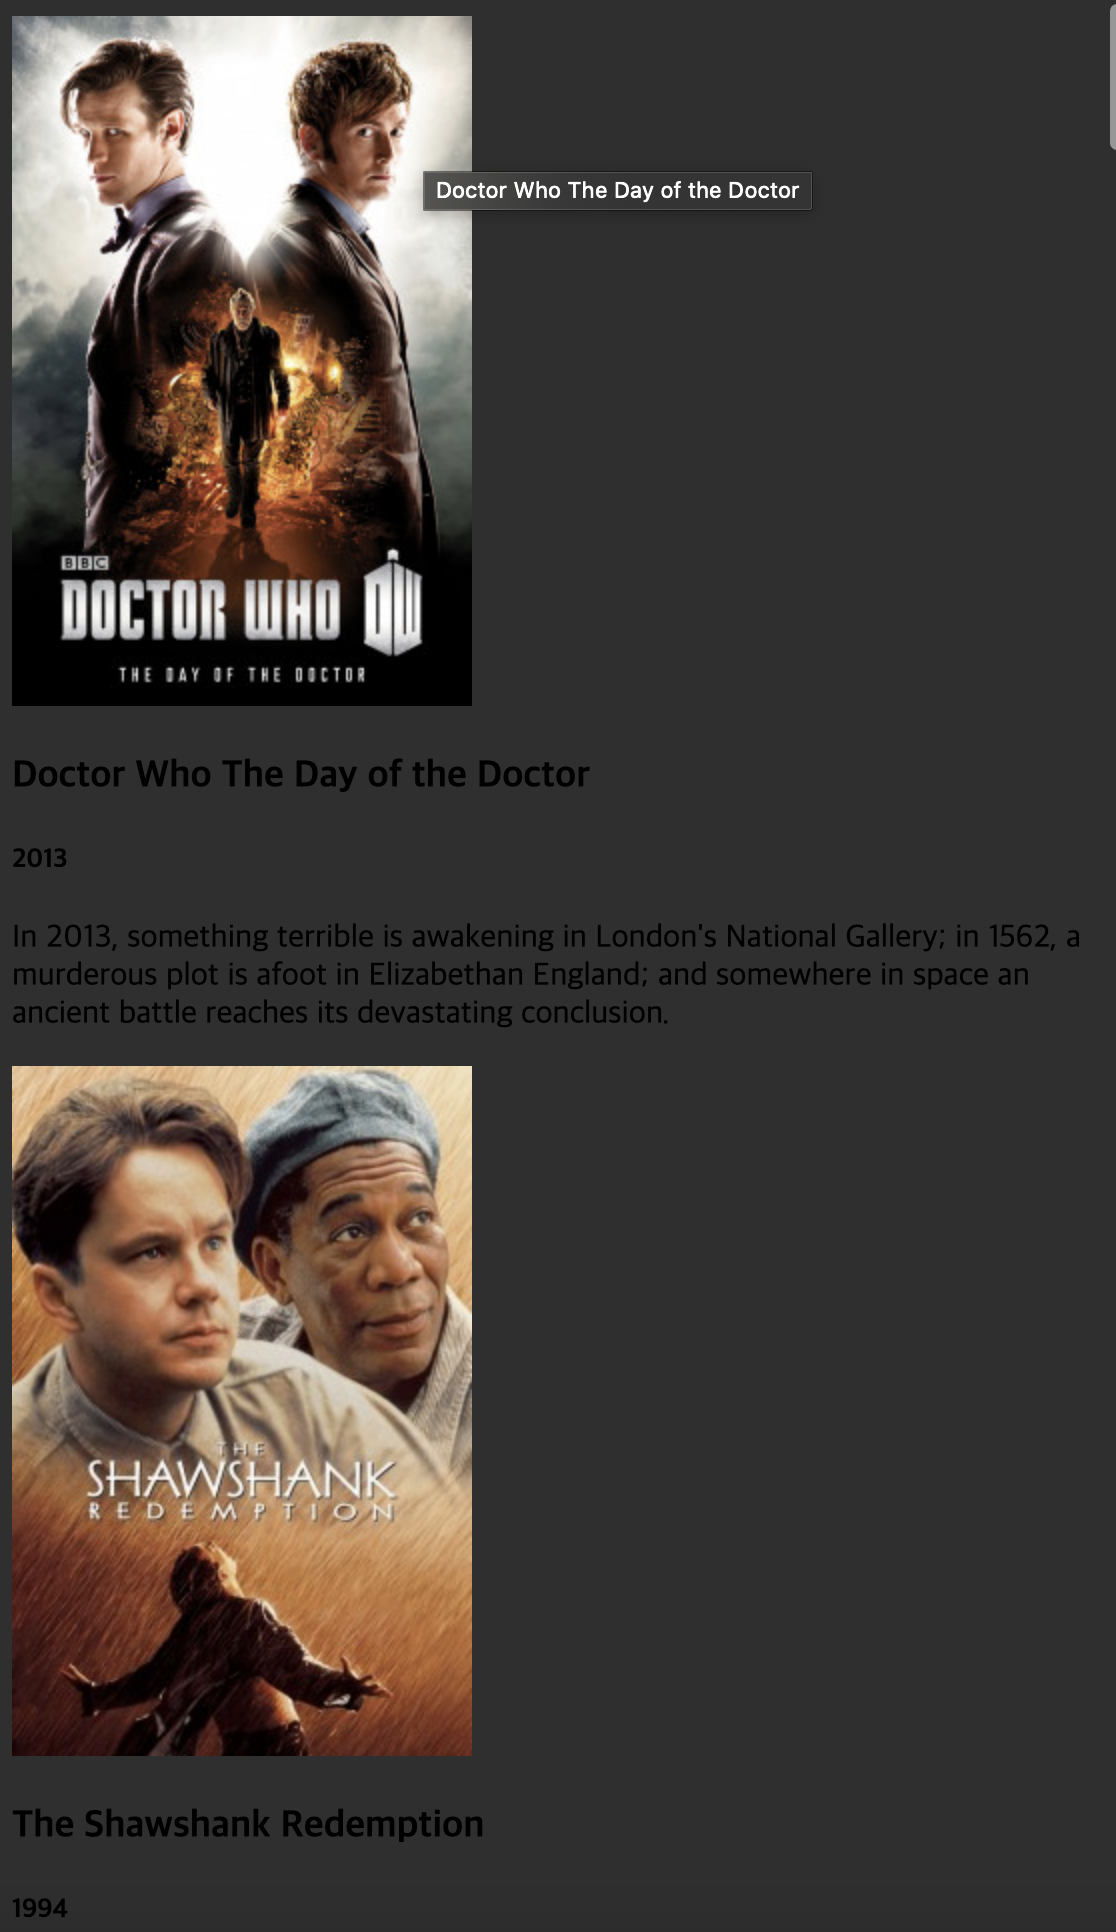 Doctor Who The Day of the Doctor
BBC
DOCTOR WHO DW
THE DAY OF THE DOCTOR
Doctor Who The Day of the Doctor
2013
In 2013, something terrible is awakening in London's National Gallery; in 1562, a
murderous plot is afoot in Elizabethan England; and somewhere in space an
ancient battle reaches its devastating conclusion.
THE
SHAWSHANK
REDEMPTION
The Shawshank Redemption
1994